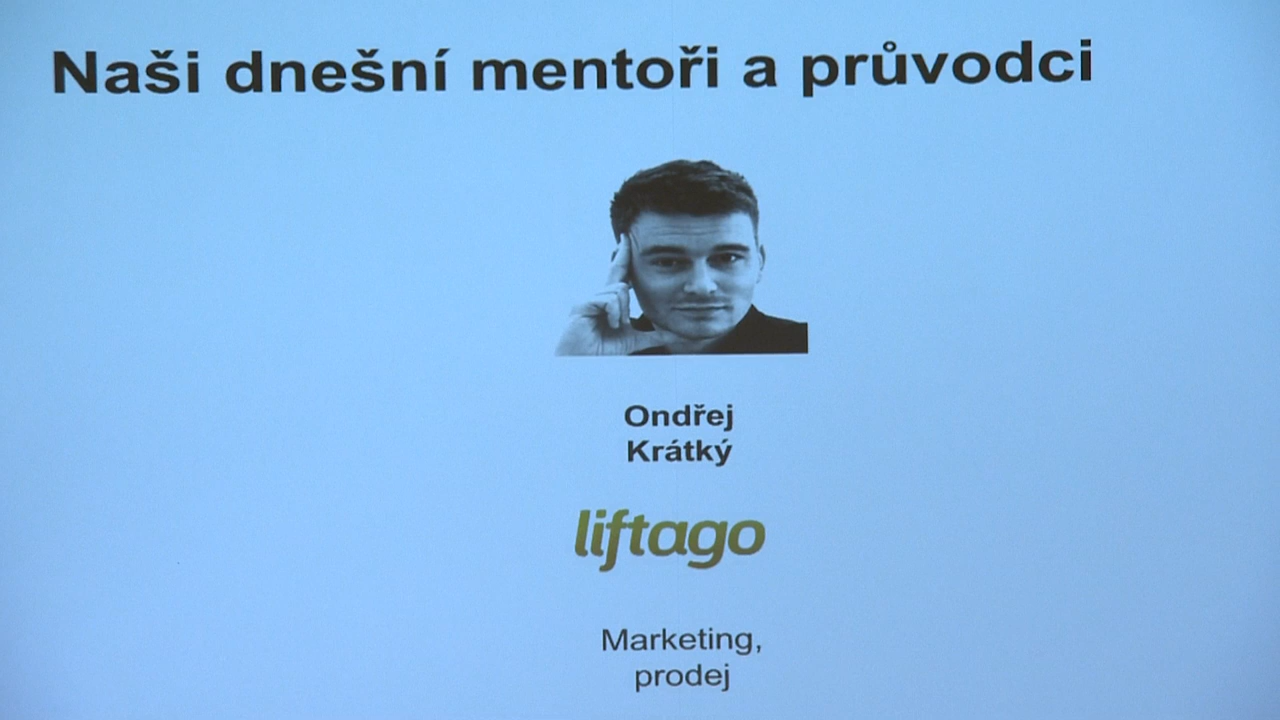 Naši dnešní mentoři a průvodci
Ondřej
Krátký
liftago
Marketing,
prodej